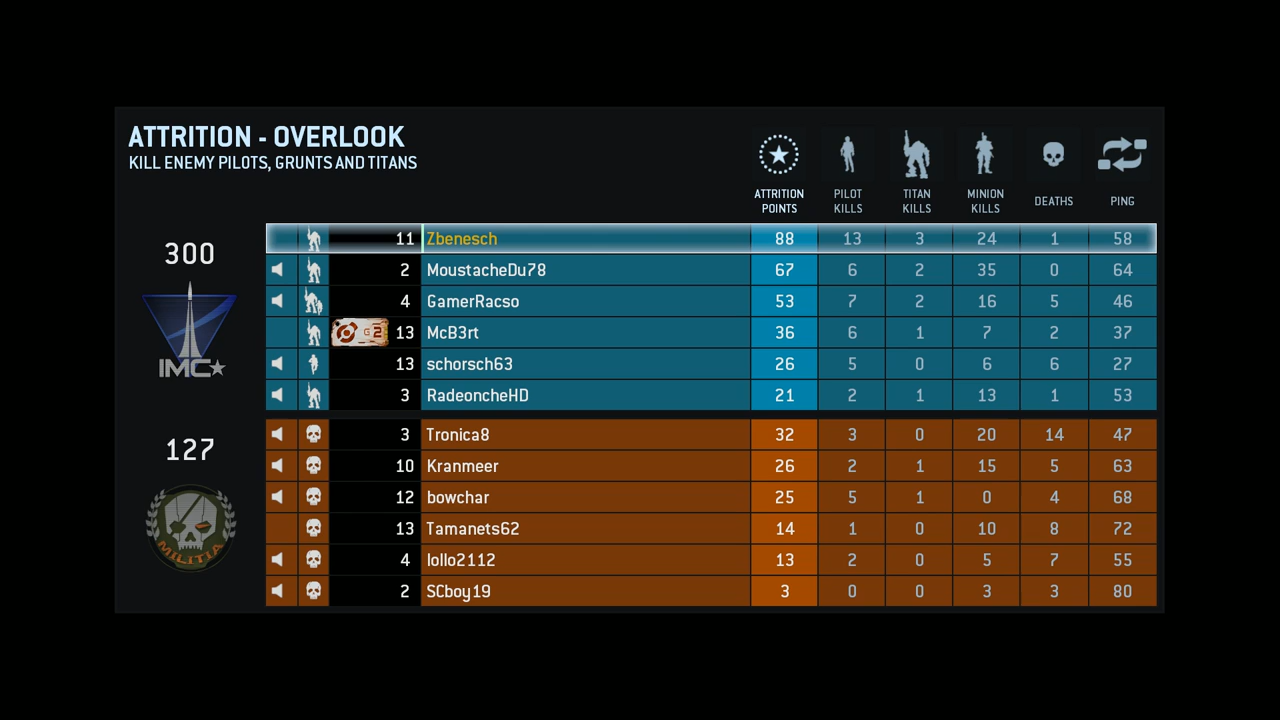 ATTRITION - OVERLOOK
KILL ENEMY PILOTS, GRUNTS AND TITANS
ATTRITION POINTS
PILOT KILLS
TITAN KILLS
MINION KILLS
DEATHS
PING
300
IMC
11 Zbenesch 88 13 3 24 1 58
2 MoustacheDu78 67 6 2 35 0 64
4 GamerRacso 53 7 2 16 5 46
G2 13 McB3rt 36 6 1 7 2 37
13 schorsch63 26 5 0 6 6 27
3 RadeoncheHD 21 2 1 13 1 53
127
MILITIA
3 Tronica8 32 3 0 20 14 47
10 Kranmeer 26 2 1 15 5 63
12 bowchar 25 5 1 0 4 68
13 Tamanets62 14 1 0 10 8 72
4 lollo2112 13 2 0 5 7 55
2 SCboy19 3 0 0 3 3 80